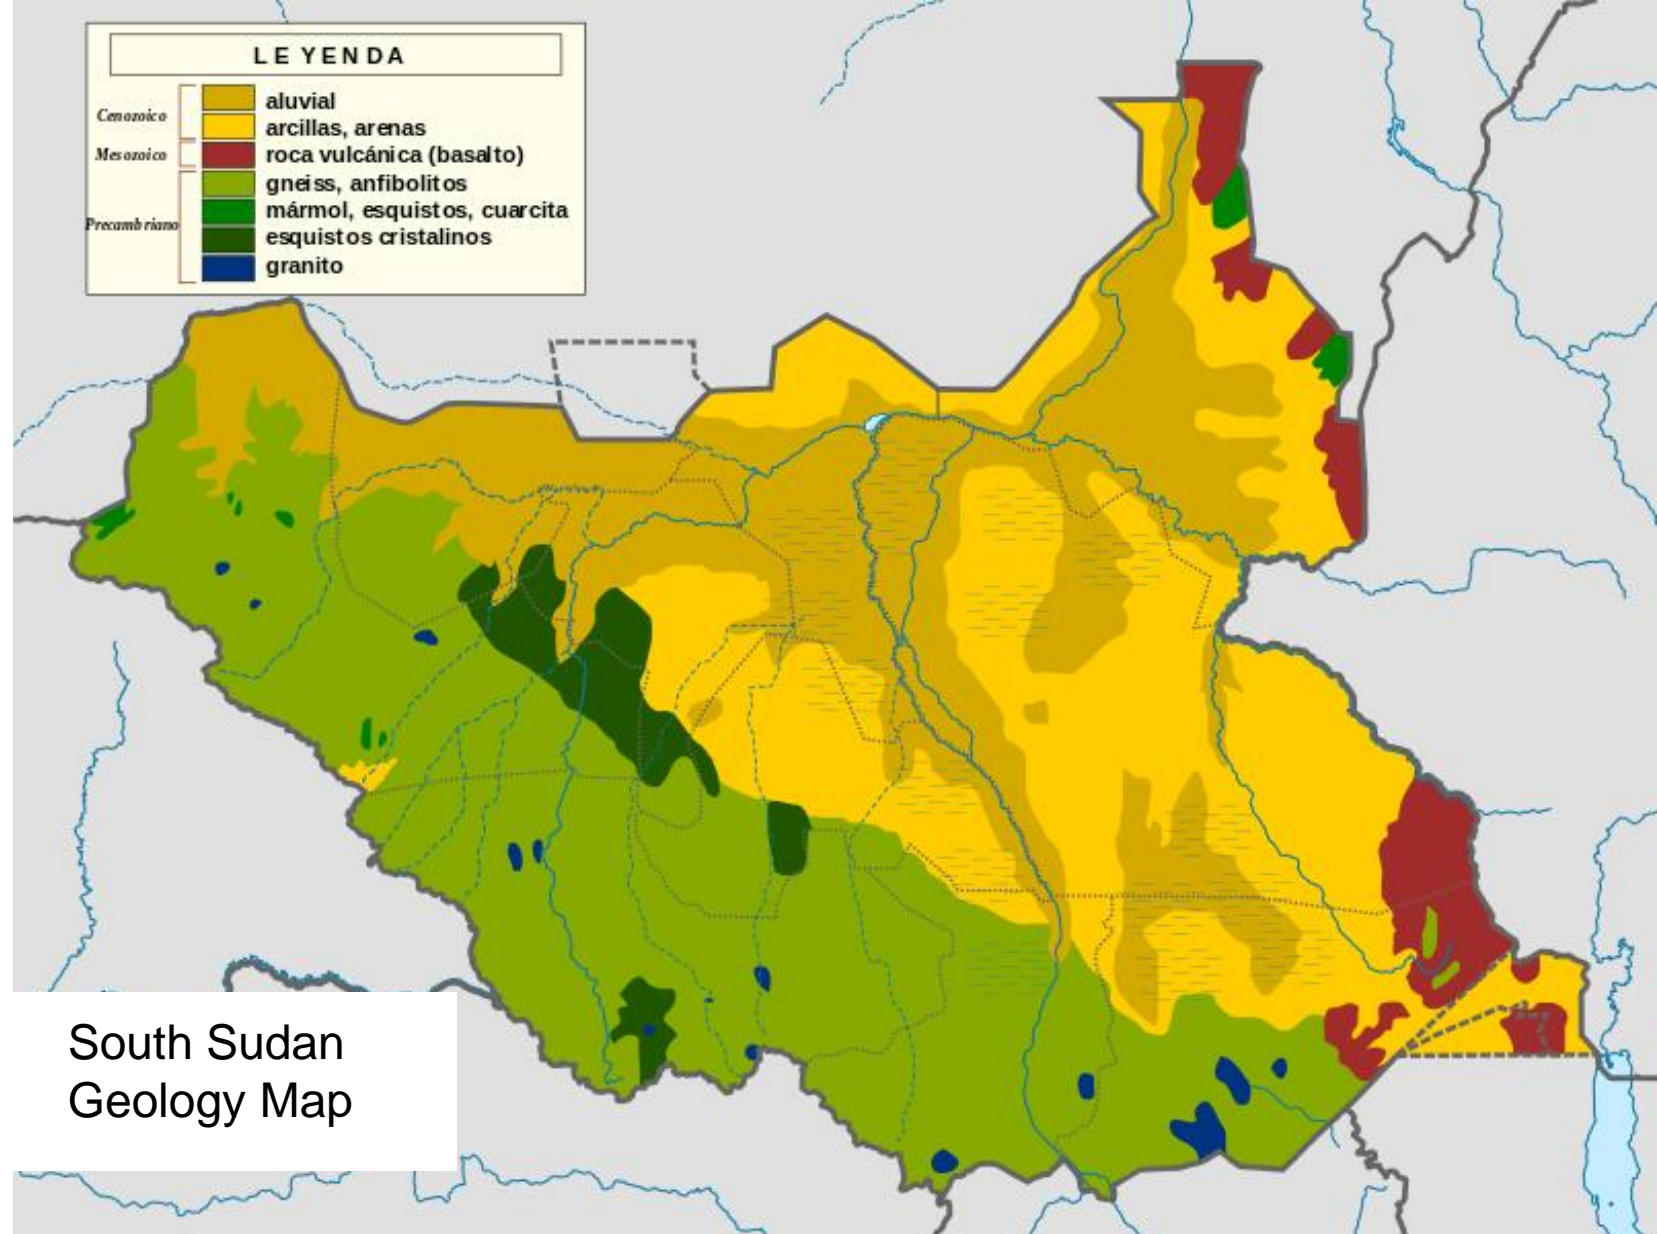 LEYENDA
Cenozoico
aluvial
arcillas, arenas
Mesozoico
roca vulcánica (basalto)
Precambriano
gneiss, anfibolitos
mármol, esquistos, cuarcita
esquistos cristalinos
granito
South Sudan
Geology Map